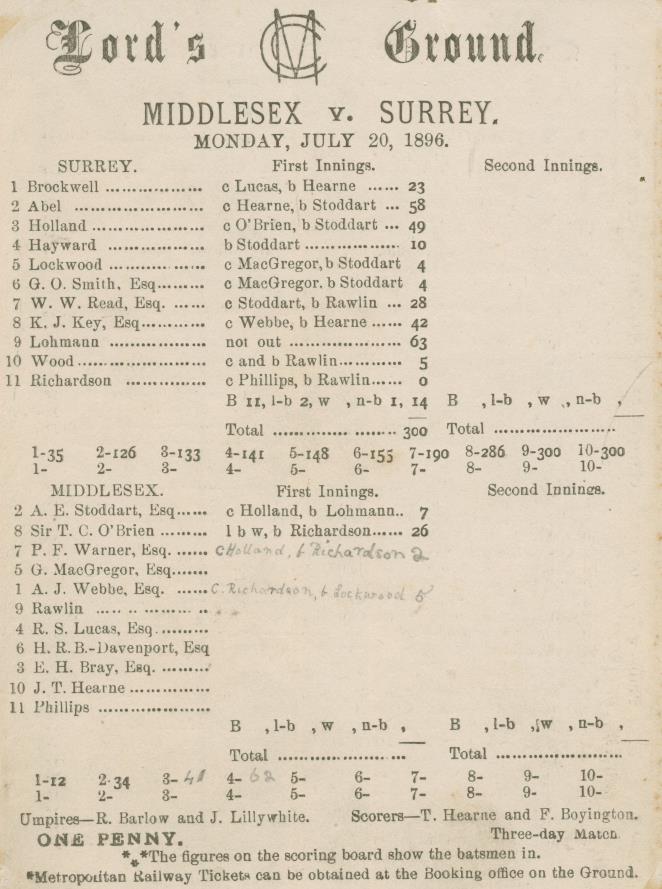 Lord's MCC Ground.
MIDDLESEX v. SURREY.
MONDAY, JULY 20, 1896.
SURREY. First Innings. Second Innings.
1 Brockwell .................. c Lucas, b Hearne ...... 23
2 Abel ........................ c Hearne, b Stoddart ... 58
3 Holland ..................... c O'Brien, b Stoddart ... 49
4 Hayward .................. b Stoddart .................. 10
5 Lockwood .................. c MacGregor, b Stoddart 4
6 G. O. Smith, Esq......... c MacGregor. b Stoddart 4
7 W. W. Read, Esq. ...... c Stoddart, b Rawlin ... 28
8 K. J. Key, Esq............ c Webbe, b Hearne ...... 42
9 Lohmann .................. not out ..................... 63
10 Wood ..................... c and b Rawlin............ 5
11 Richardson ............... c Phillips, b Rawlin...... 0
B 11, l-b 2, w , n-b 1, 14 B , l-b , w , n-b ,
Total .................. 300 Total ........................
1-35 2-126 3-133 4-141 5-148 6-155 7-190 8-286 9-300 10-300
1- 2- 3- 4- 5- 6- 7- 8- 9- 10-
MIDDLESEX. First Innings. Second Innings.
2 A. E. Stoddart, Esq...... c Holland, b Lohmann.. 7
8 Sir T. C. O'Brien ......... l b w, b Richardson...... 26
7 P. F. Warner, Esq. ...... c Holland, b Richardson 2
5 G. MacGregor, Esq.......
1 A. J. Webbe, Esq. ...... C. Richardson, b Lockwood 5
9 Rawlin .....................
4 R. S. Lucas, Esq..........
6 H. R. B.-Davenport, Esq
3 E. H. Bray, Esq. .........
10 J. T. Hearne ...............
11 Phillips .....................
B , l-b , w , n-b , B , l-b , w , n-b ,
Total ........................ Total ........................
1-12 2-34 3-41 4-62 5- 6- 7- 8- 9- 10-
1- 2- 3- 4- 5- 6- 7- 8- 9- 10-
Umpires—R. Barlow and J. Lillywhite. Scorers—T. Hearne and F. Boyington.
ONE PENNY. Three-day Match
***The figures on the scoring board show the batsmen in.
*Metropolitan Railway Tickets can be obtained at the Booking office on the Ground.